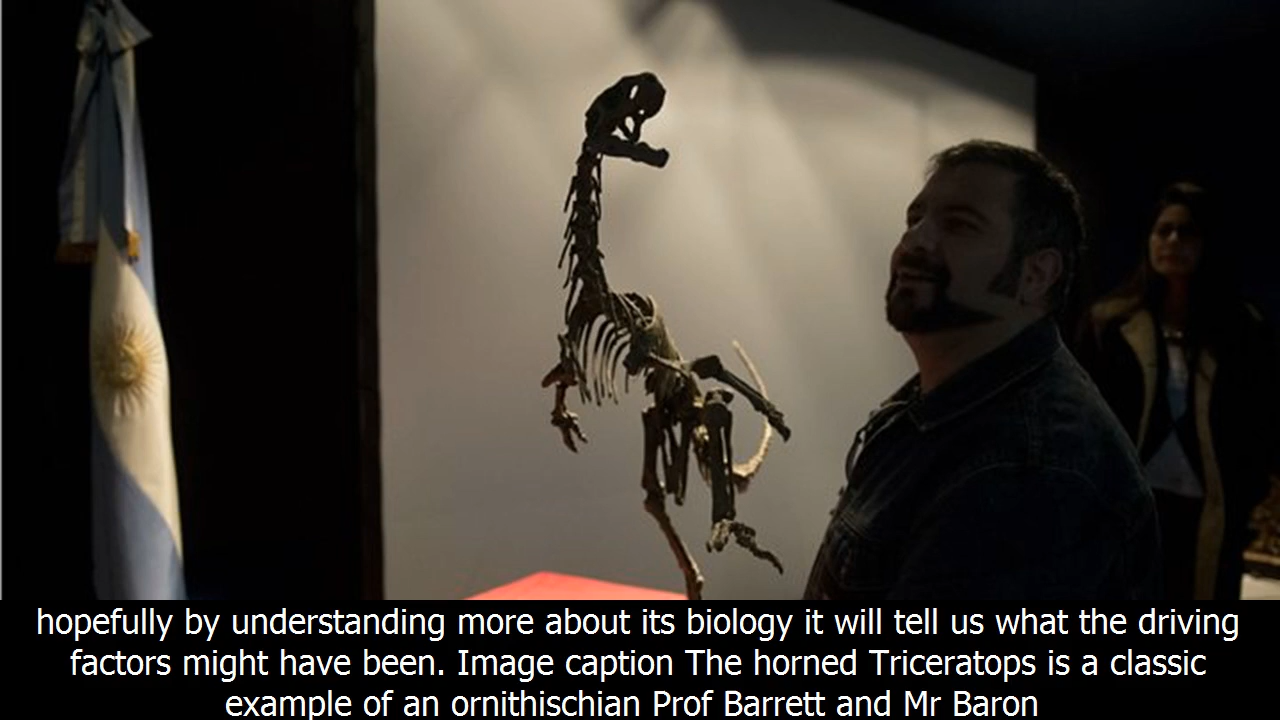 hopefully by understanding more about its biology it will tell us what the driving
factors might have been. Image caption The horned Triceratops is a classic
example of an ornithischian Prof Barrett and Mr Baron